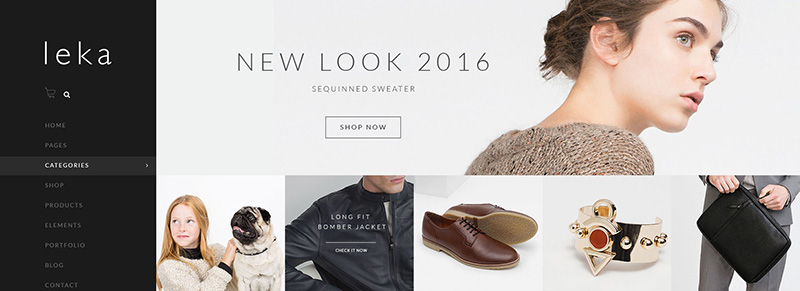 leka
HOME
PAGES
CATEGORIES
SHOP
PRODUCTS
ELEMENTS
PORTFOLIO
BLOG
CONTACT
NEW LOOK 2016
SEQUINNED SWEATER
SHOP NOW
LONG FIT
BOMBER JACKET
CHECK IT NOW